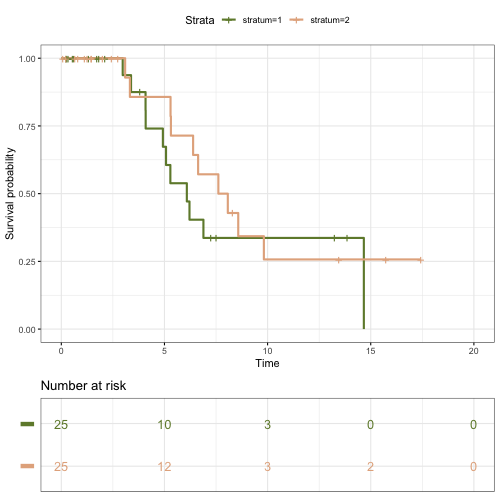 Strata stratum=1 stratum=2
Survival probability
1.00
0.75
0.50
0.25
0.00
0 5 10 15 20
Time
Number at risk
25 10 3 0 0
25 12 3 2 0